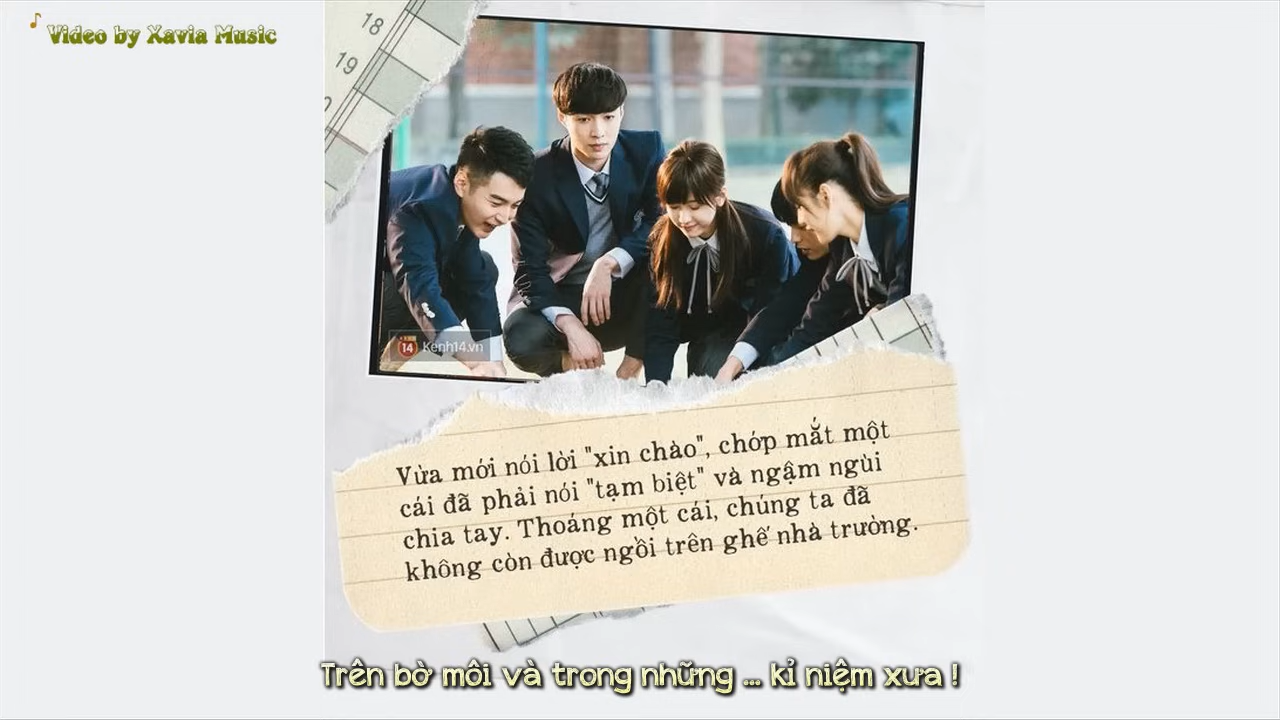 Video by Xavia Music
18
19
14 Kenh14.vn
Vừa mới nói lời "xin chào", chớp mắt một
cái đã phải nói "tạm biệt" và ngậm ngùi
chia tay. Thoáng một cái, chúng ta đã
không còn được ngồi trên ghế nhà trường.
Trên bờ môi và trong những ... kỉ niệm xưa !